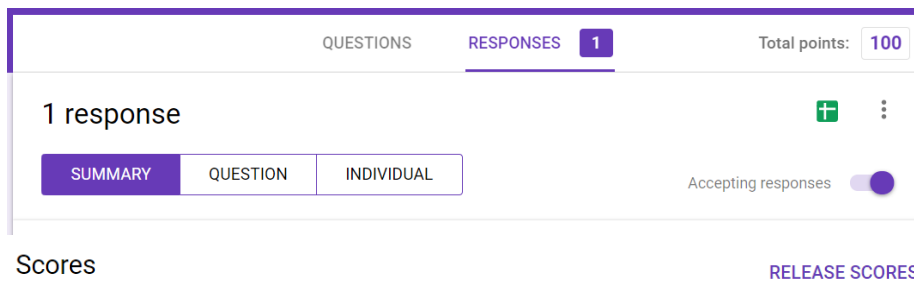 QUESTIONS RESPONSES 1 Total points: 100
1 response
SUMMARY QUESTION INDIVIDUAL
Accepting responses
Scores
RELEASE SCORES